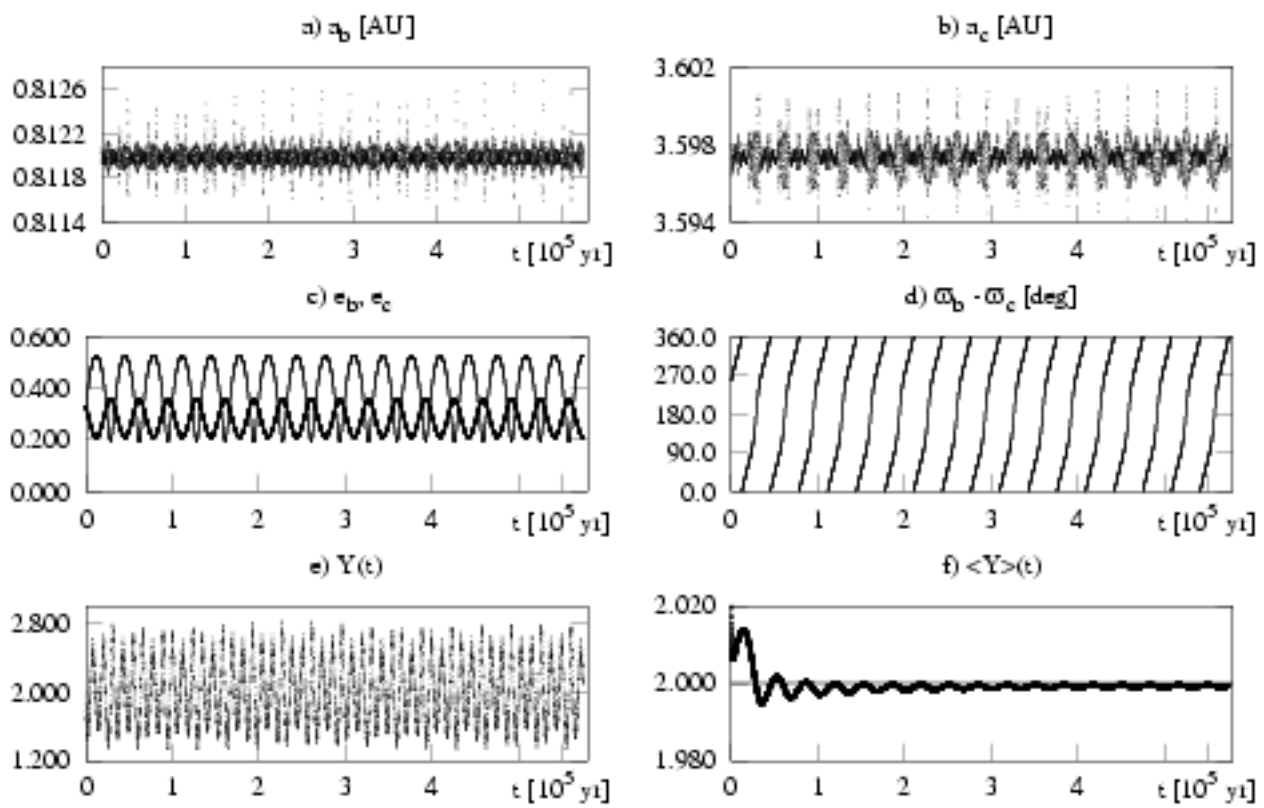 a) a_b [AU]
b) a_c [AU]
0.8126
0.8122
0.8118
0.8114
0 1 2 3 4 t [10^5 yr]
3.602
3.598
3.594
0 1 2 3 4 t [10^5 yr]
c) e_b, e_c
d) ϖ_b - ϖ_c [deg]
0.600
0.400
0.200
0.000
0 1 2 3 4 t [10^5 yr]
360.0
270.0
180.0
90.0
0.0
0 1 2 3 4 t [10^5 yr]
e) Y(t)
f) <Y>(t)
2.800
2.000
1.200
0 1 2 3 4 t [10^5 yr]
2.020
2.000
1.980
0 1 2 3 4 t [10^5 yr]